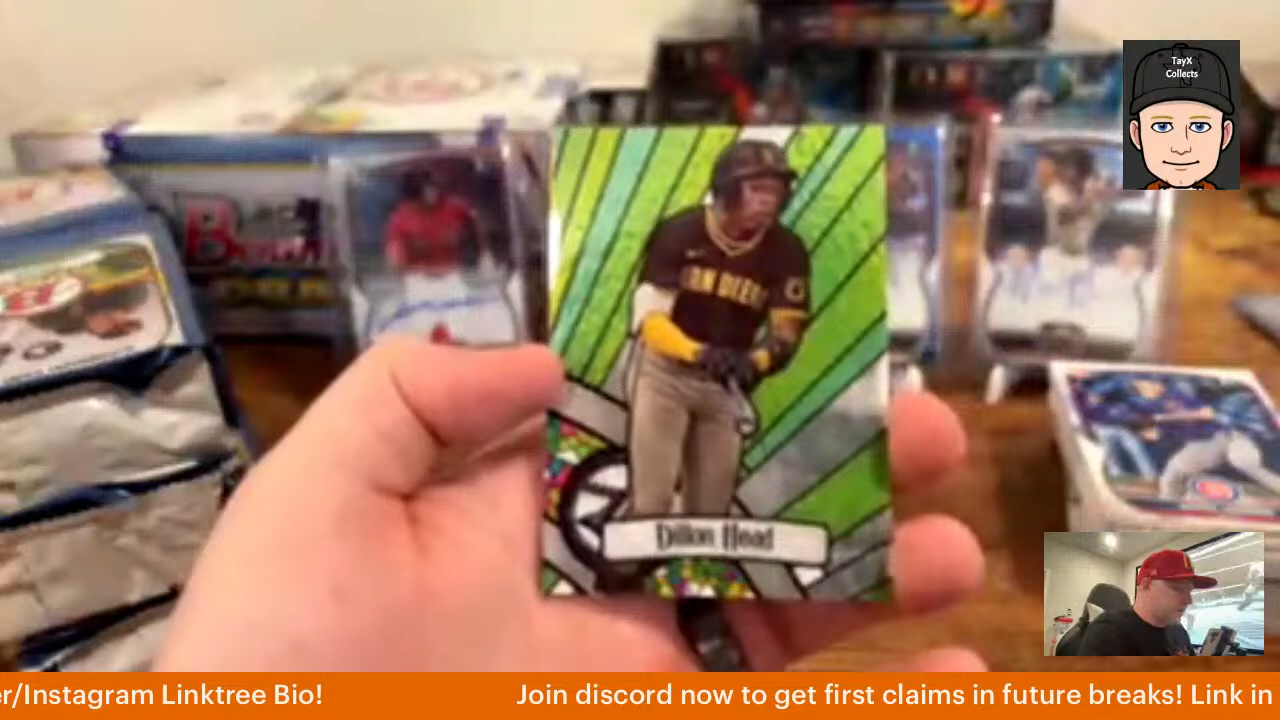 TayX
Collects
Bowman
SAN DIEGO
Dillon Head
er/Instagram Linktree Bio!
Join discord now to get first claims in future breaks! Link in